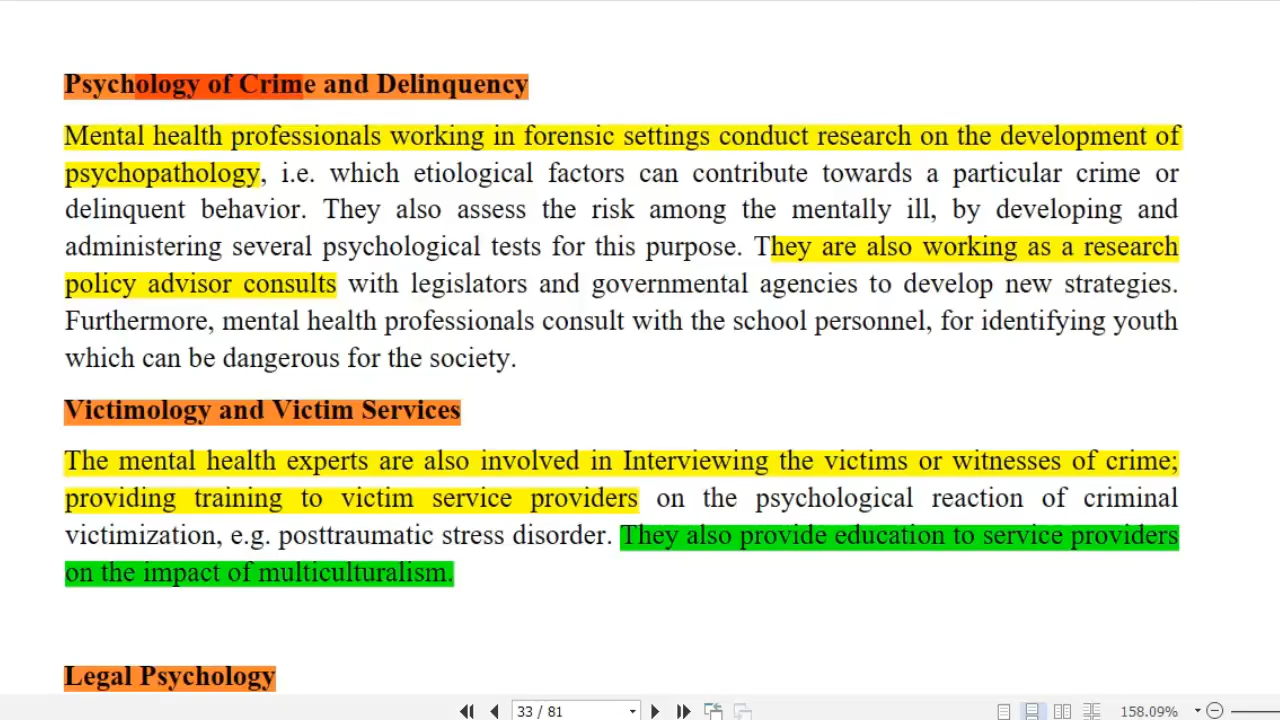 Psychology of Crime and Delinquency
Mental health professionals working in forensic settings conduct research on the development of
psychopathology, i.e. which etiological factors can contribute towards a particular crime or
delinquent behavior. They also assess the risk among the mentally ill, by developing and
administering several psychological tests for this purpose. They are also working as a research
policy advisor consults with legislators and governmental agencies to develop new strategies.
Furthermore, mental health professionals consult with the school personnel, for identifying youth
which can be dangerous for the society.
Victimology and Victim Services
The mental health experts are also involved in Interviewing the victims or witnesses of crime;
providing training to victim service providers on the psychological reaction of criminal
victimization, e.g. posttraumatic stress disorder. They also provide education to service providers
on the impact of multiculturalism.
Legal Psychology
33 / 81 158.09%